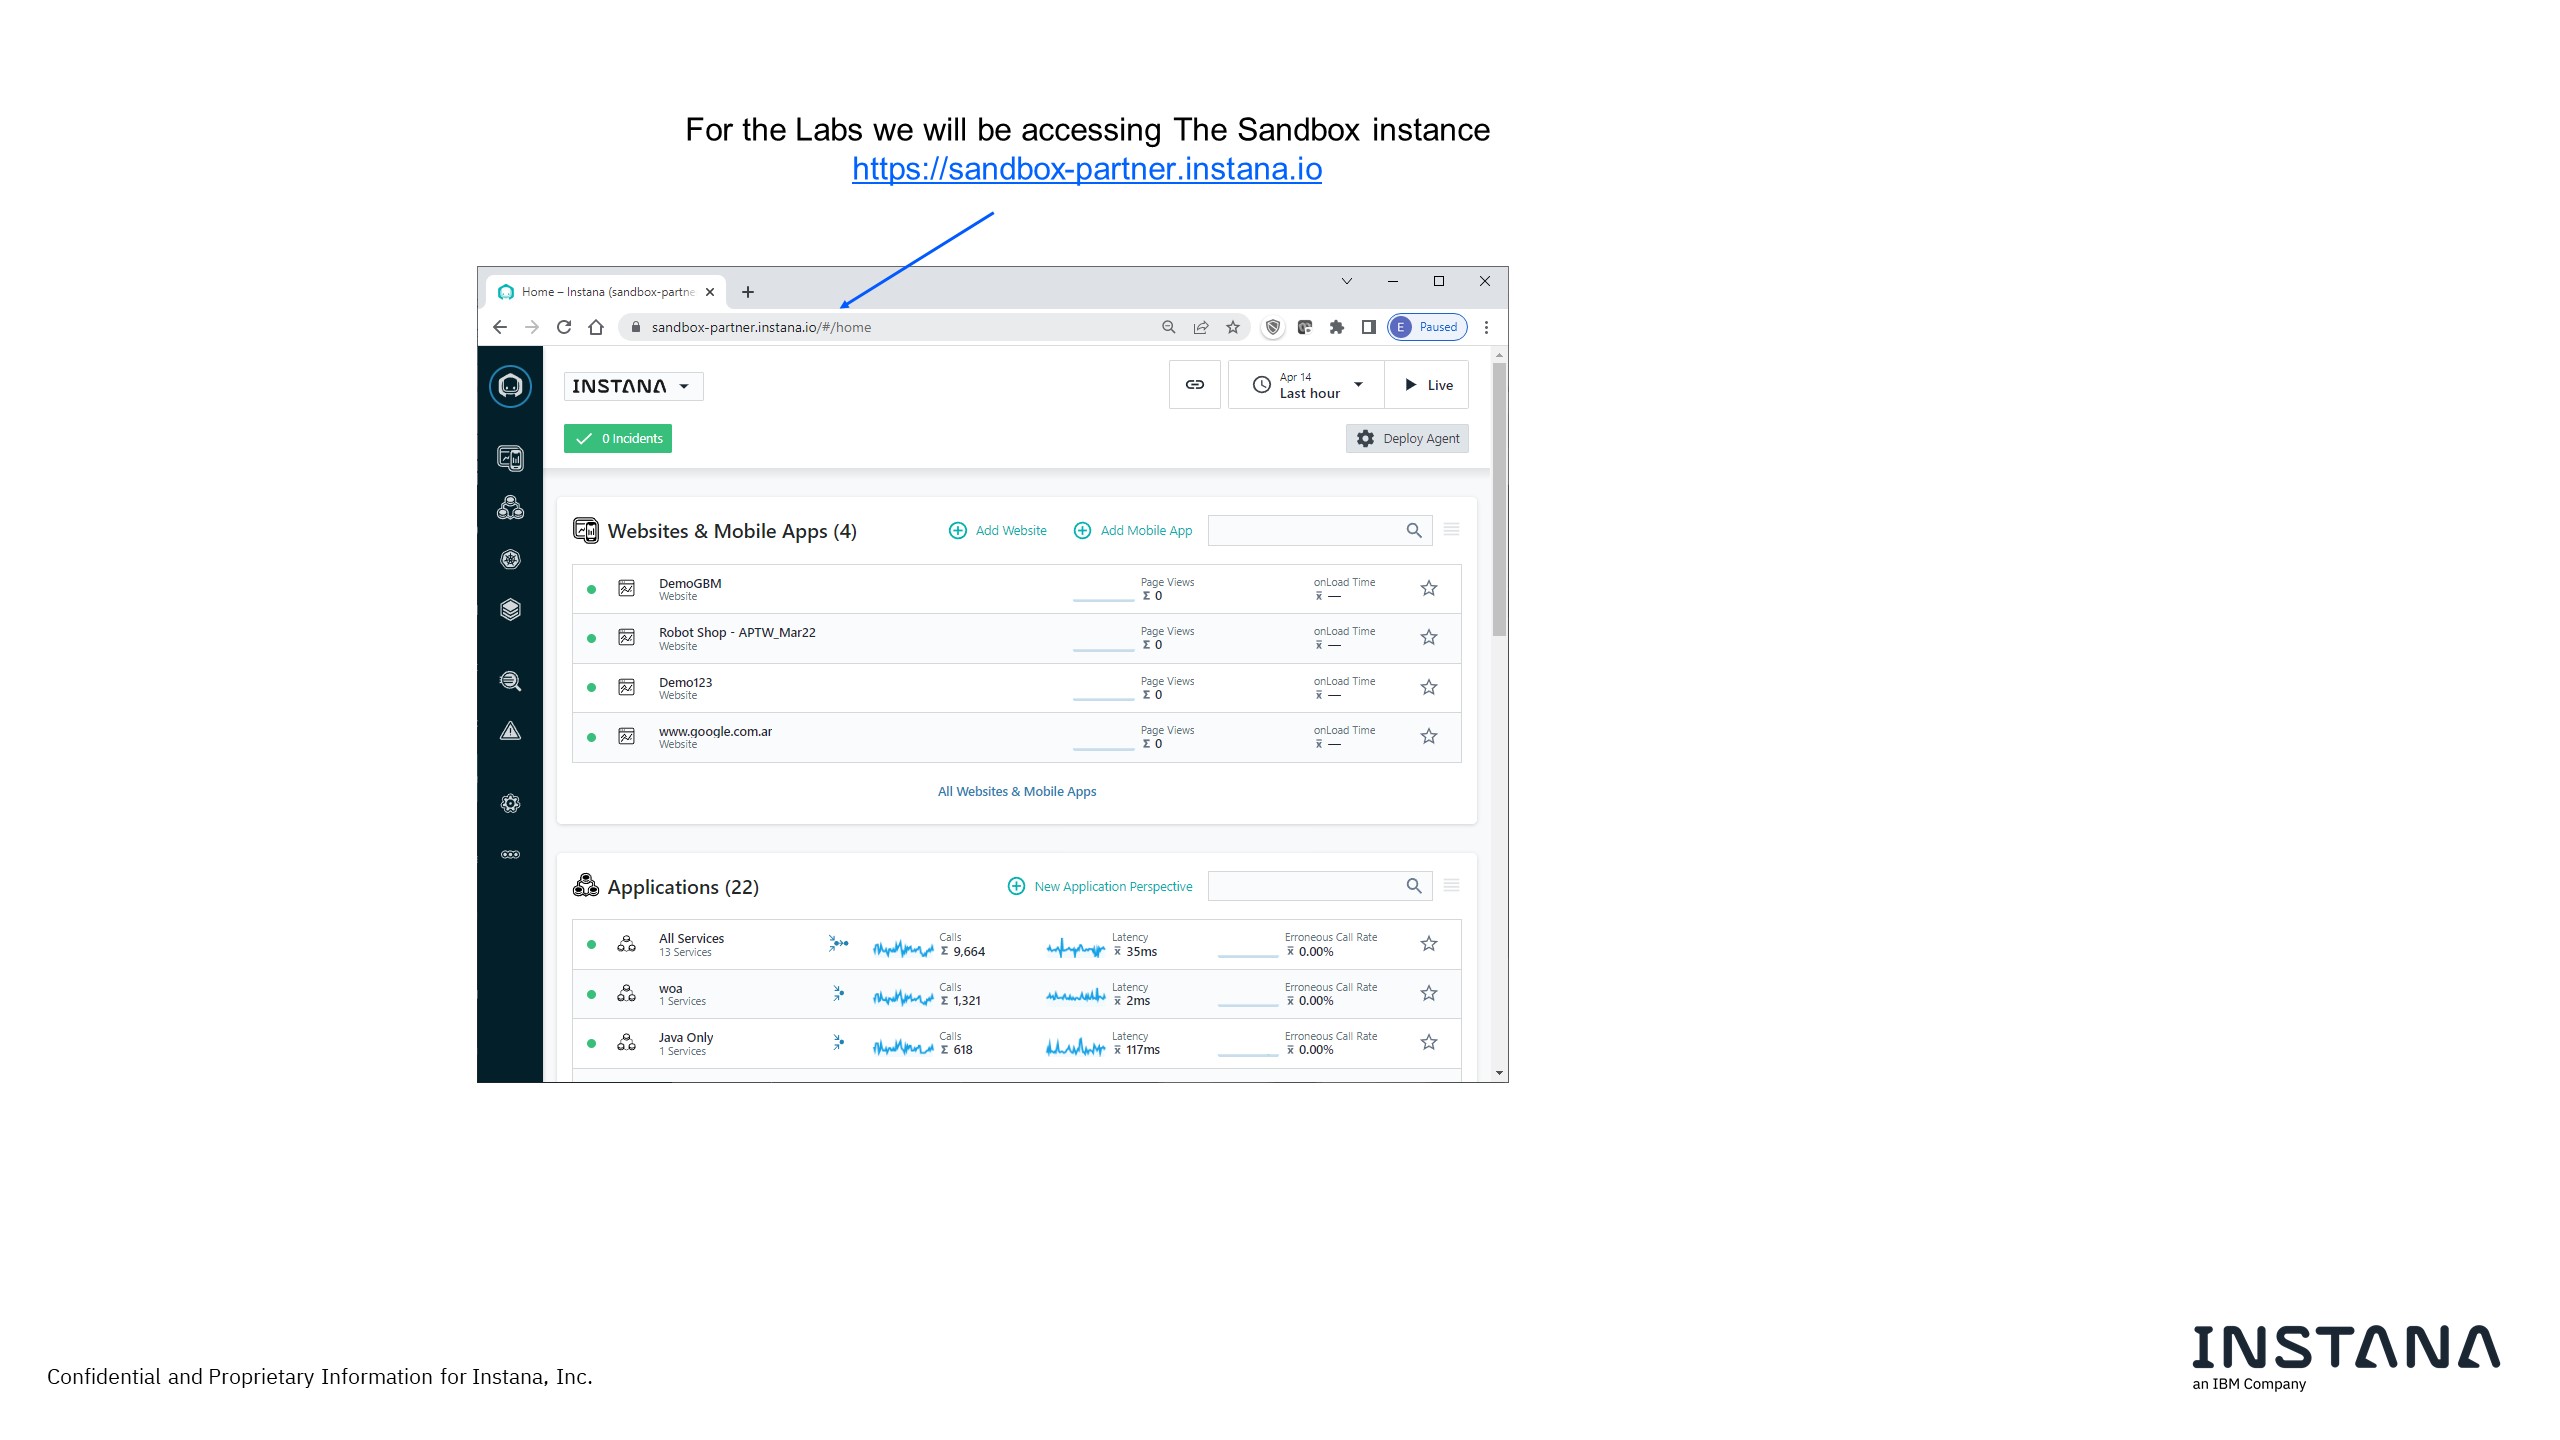 For the Labs we will be accessing The Sandbox instance
https://sandbox-partner.instana.io
Home – Instana (sandbox-partne
sandbox-partner.instana.io/#/home
E Paused
INSTANA
Apr 14
Last hour
Live
0 Incidents
Deploy Agent
Websites & Mobile Apps (4)
Add Website
Add Mobile App
DemoGBM
Website
Page Views
Σ 0
onLoad Time
x̄ —
Robot Shop - APTW_Mar22
Website
Page Views
Σ 0
onLoad Time
x̄ —
Demo123
Website
Page Views
Σ 0
onLoad Time
x̄ —
www.google.com.ar
Website
Page Views
Σ 0
onLoad Time
x̄ —
All Websites & Mobile Apps
Applications (22)
New Application Perspective
All Services
13 Services
Calls
Σ 9,664
Latency
x̄ 35ms
Erroneous Call Rate
x̄ 0.00%
woa
1 Services
Calls
Σ 1,321
Latency
x̄ 2ms
Erroneous Call Rate
x̄ 0.00%
Java Only
1 Services
Calls
Σ 618
Latency
x̄ 117ms
Erroneous Call Rate
x̄ 0.00%
Confidential and Proprietary Information for Instana, Inc.
INSTANA
an IBM Company